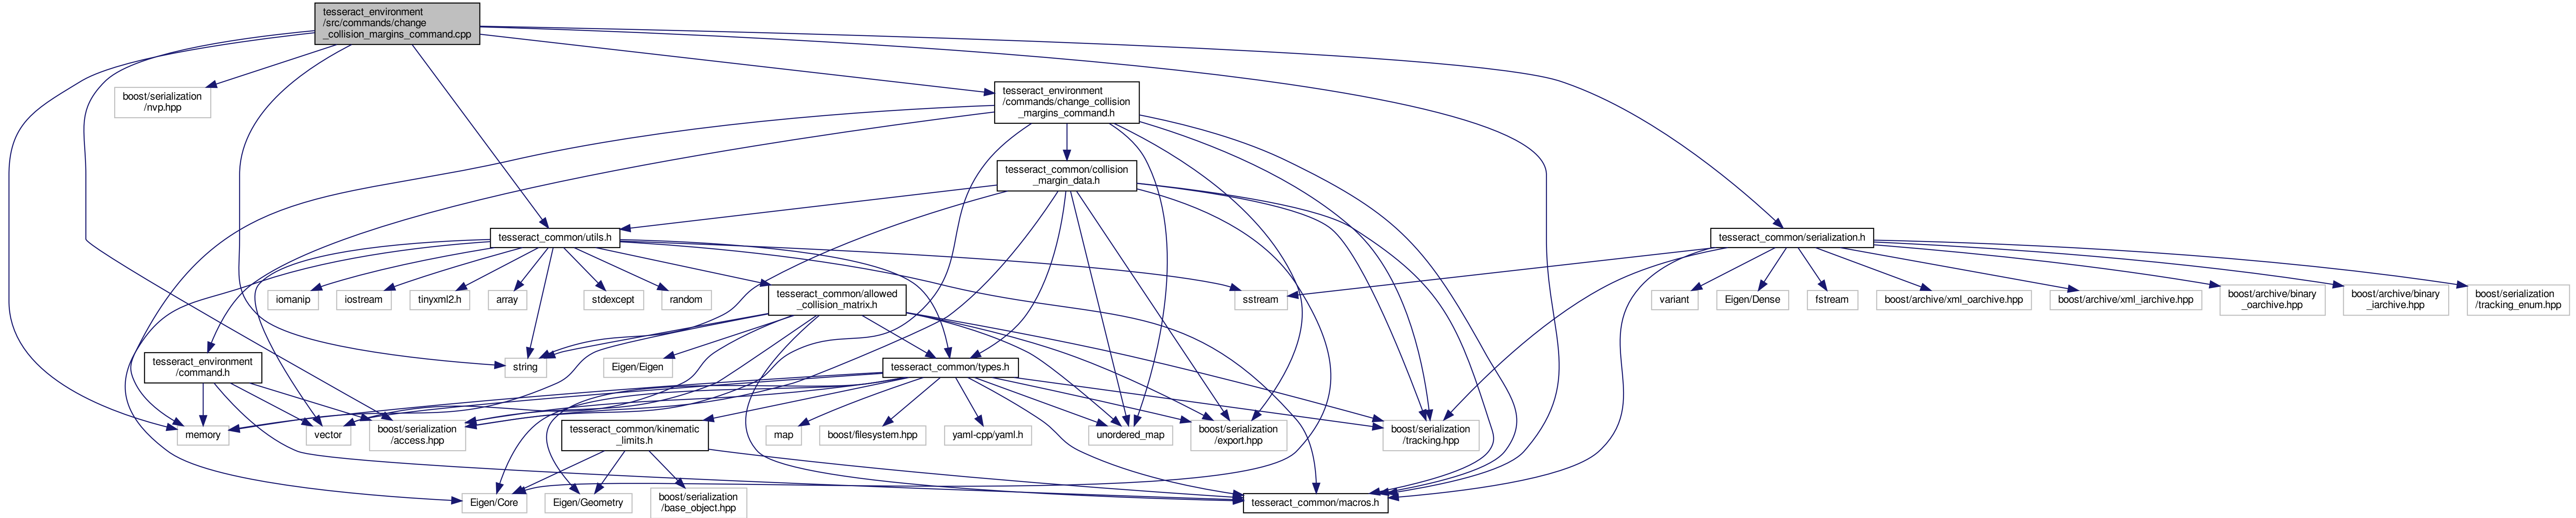 tesseract_environment
/src/commands/change
_collision_margins_command.cpp
boost/serialization
/nvp.hpp
tesseract_environment
/commands/change_collision
_margins_command.h
tesseract_common/collision
_margin_data.h
tesseract_common/utils.h
tesseract_common/serialization.h
iomanip
iostream
tinyxml2.h
array
stdexcept
random
tesseract_common/allowed
_collision_matrix.h
sstream
variant
Eigen/Dense
fstream
boost/archive/xml_oarchive.hpp
boost/archive/xml_iarchive.hpp
boost/archive/binary
_oarchive.hpp
boost/archive/binary
_iarchive.hpp
boost/serialization
/tracking_enum.hpp
tesseract_environment
/command.h
string
Eigen/Eigen
tesseract_common/types.h
memory
vector
boost/serialization
/access.hpp
tesseract_common/kinematic
_limits.h
map
boost/filesystem.hpp
yaml-cpp/yaml.h
unordered_map
boost/serialization
/export.hpp
boost/serialization
/tracking.hpp
Eigen/Core
Eigen/Geometry
boost/serialization
/base_object.hpp
tesseract_common/macros.h